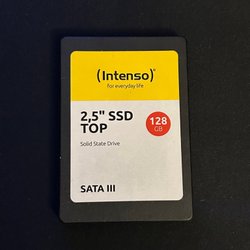 (Intenso)
for everyday life
2,5" SSD
TOP
128
GB
Solid State Drive
SATA III